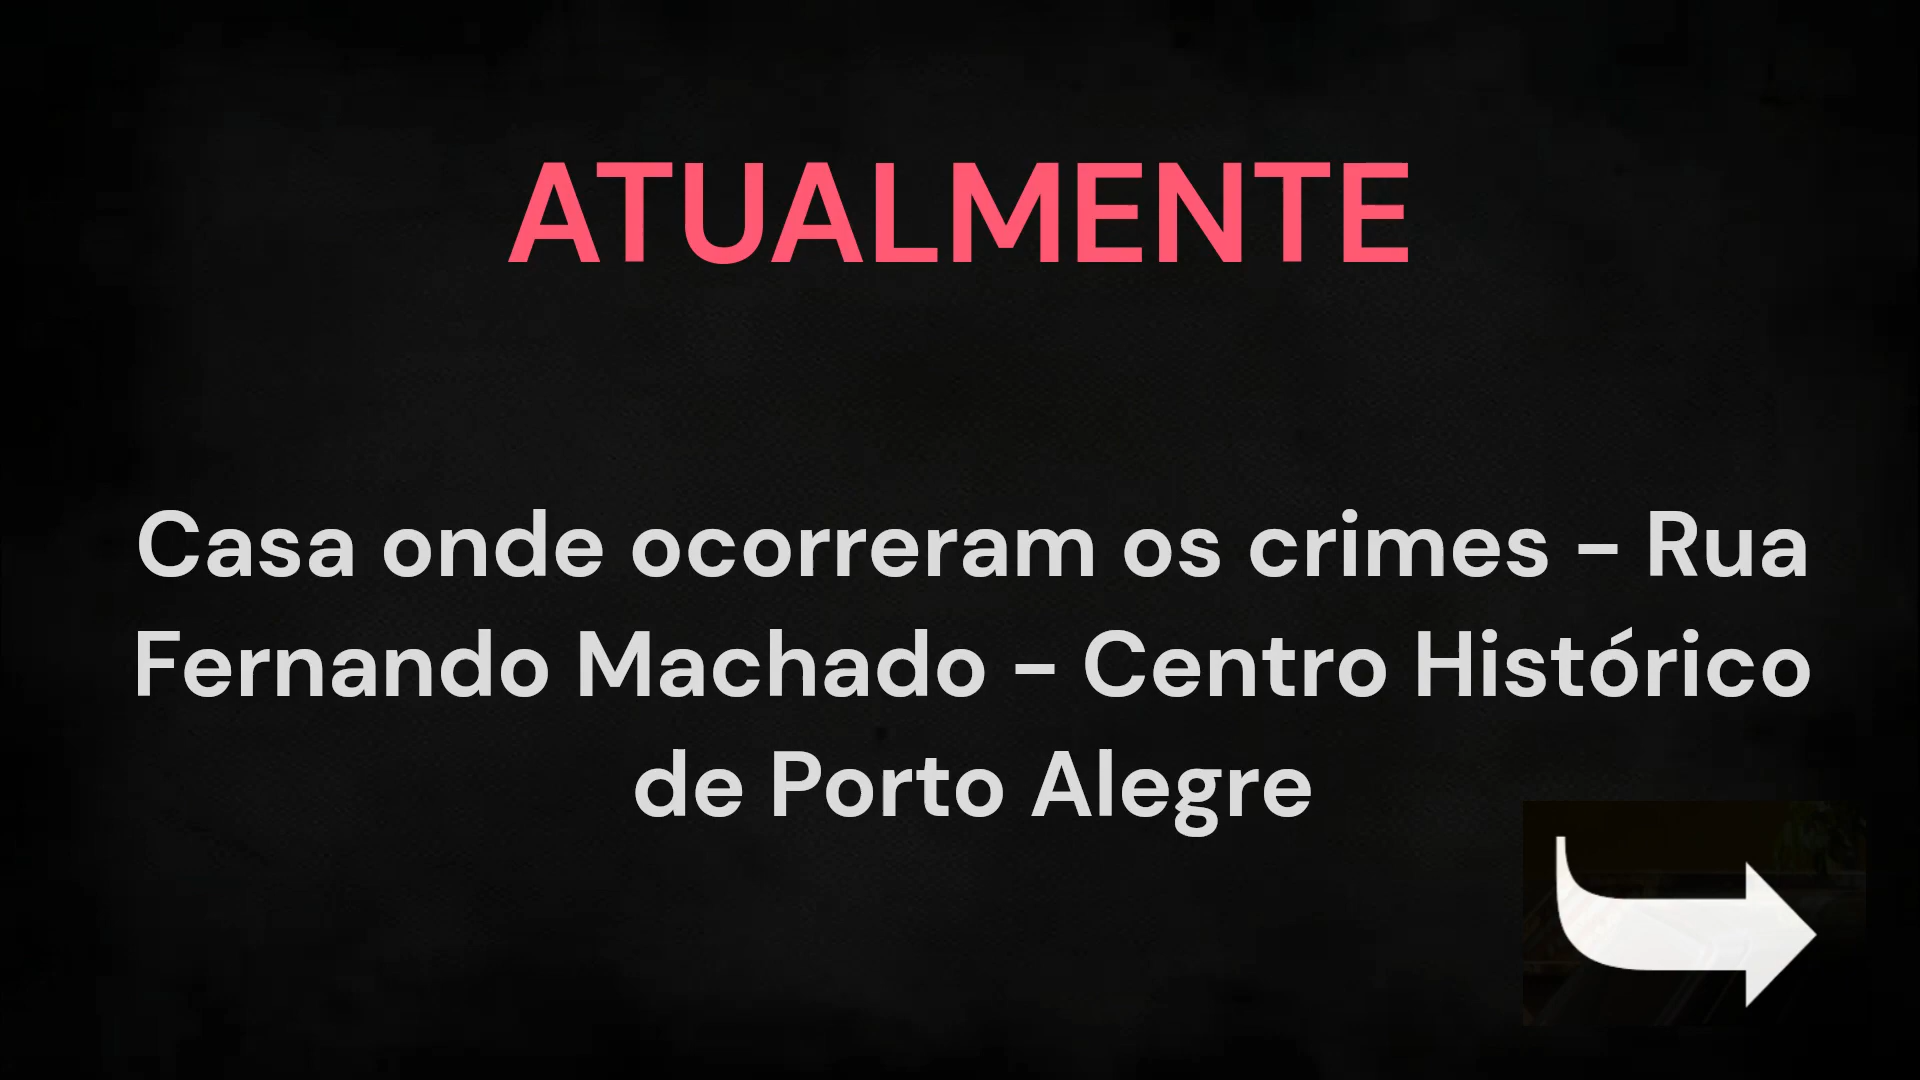 ATUALMENTE
Casa onde ocorreram os crimes - Rua
Fernando Machado - Centro Histórico
de Porto Alegre